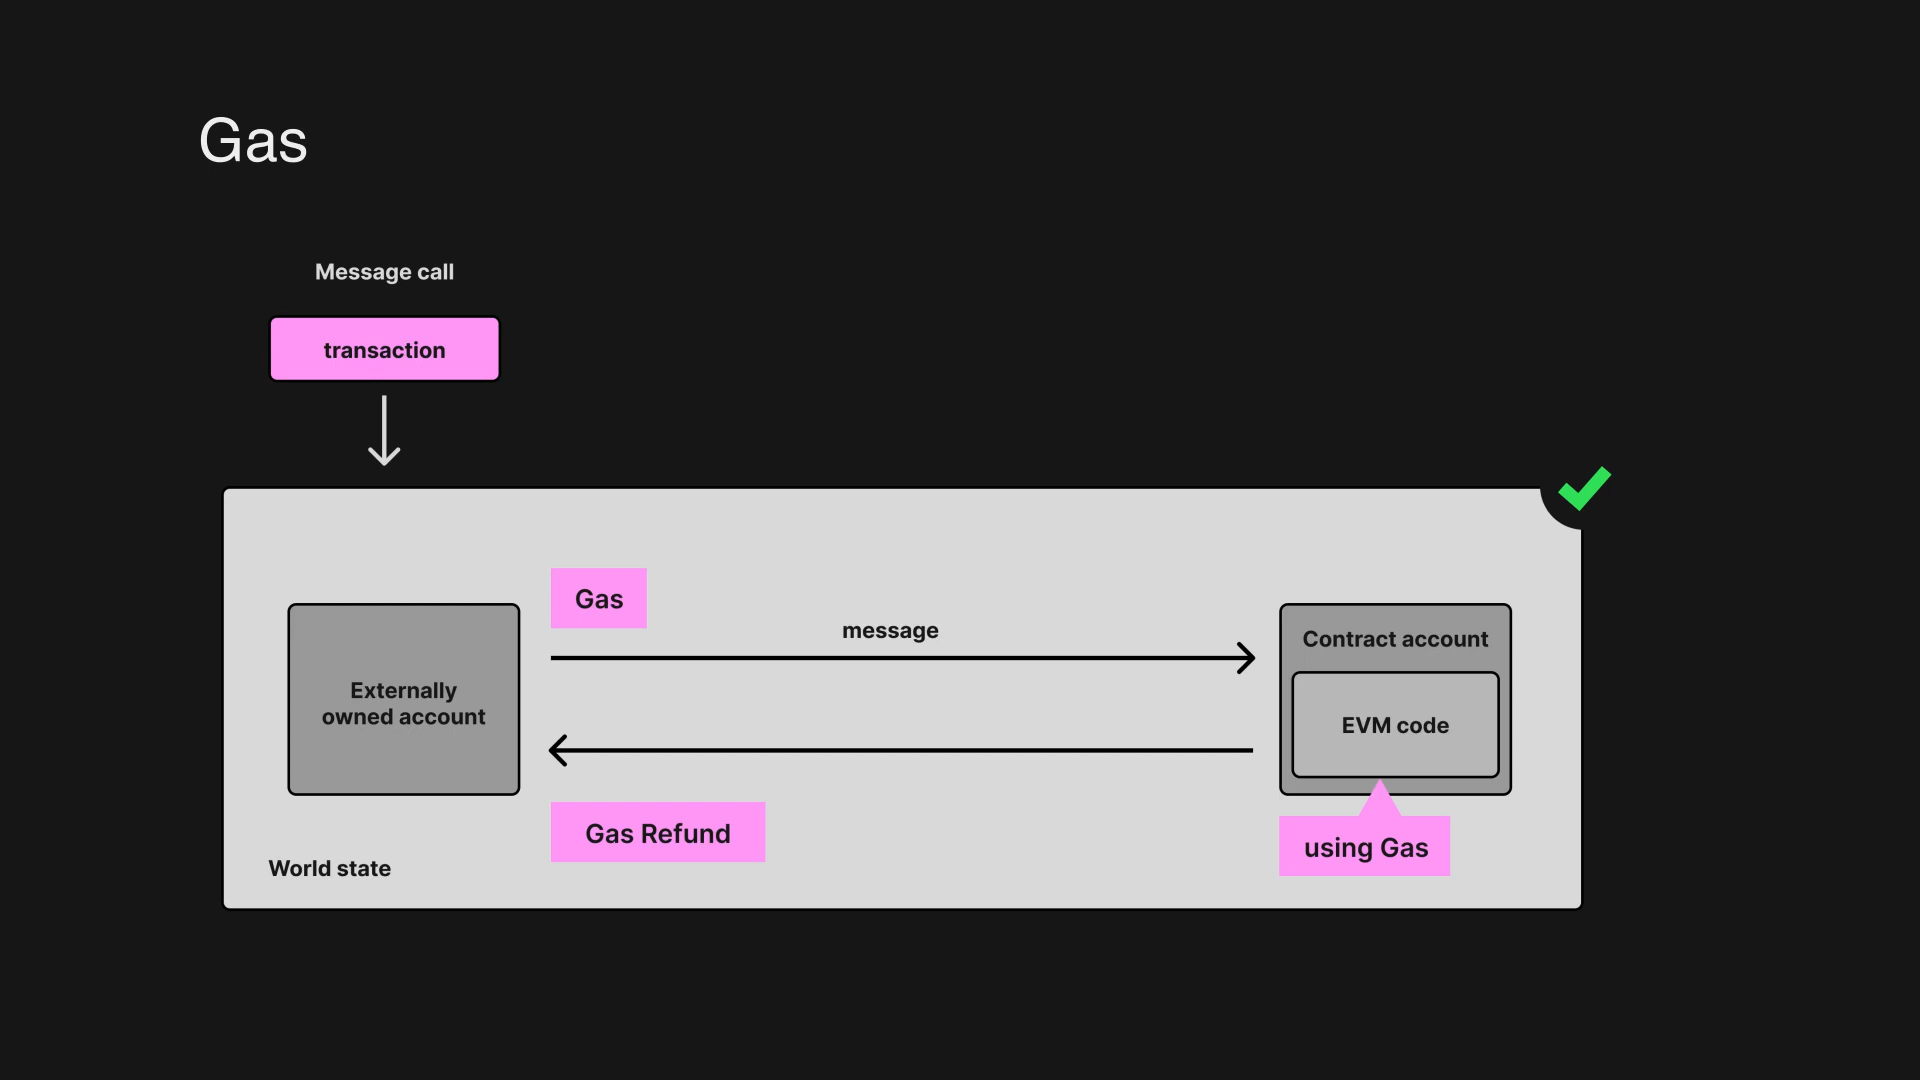 Gas
Message call
transaction
Gas
message
Externally
owned account
Contract account
EVM code
Gas Refund
using Gas
World state